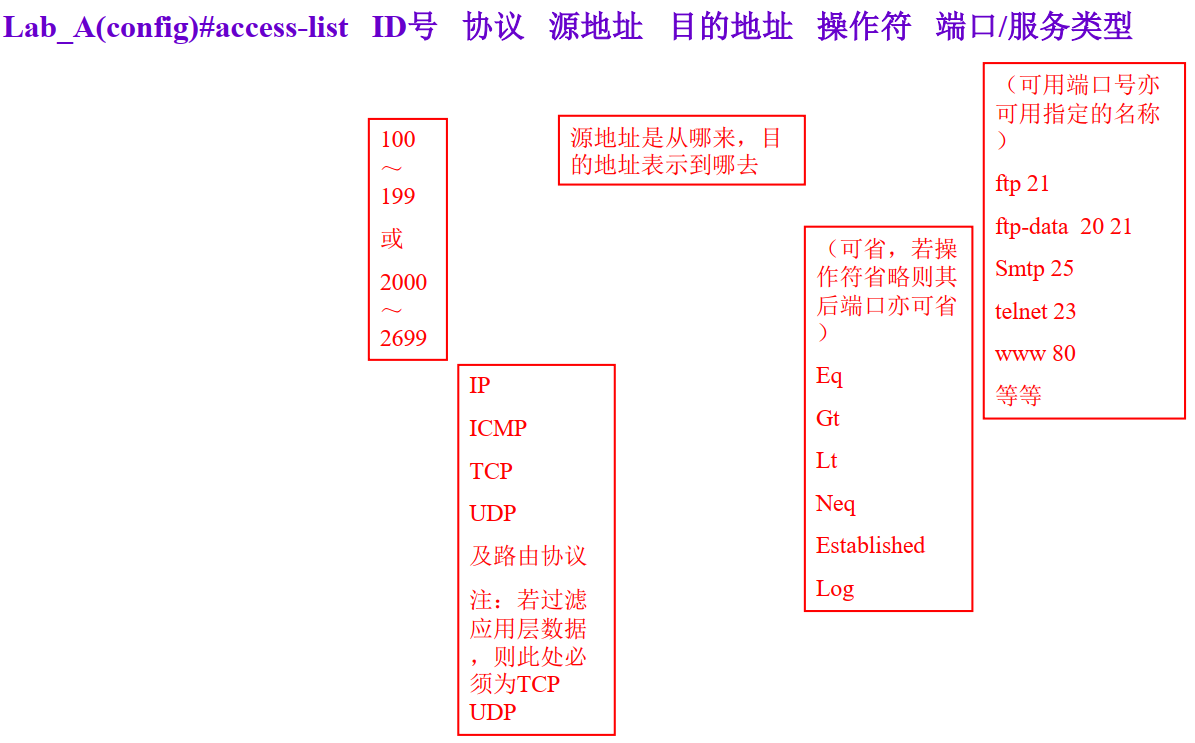 Lab_A(config)#access-list ID号 协议 源地址 目的地址 操作符 端口/服务类型
100
～
199
或
2000
～
2699
IP
ICMP
TCP
UDP
及路由协议
注：若过滤
应用层数据
，则此处必
须为TCP
UDP
源地址是从哪来，目
的地址表示到哪去
（可省，若操
作符省略则其
后端口亦可省
）
Eq
Gt
Lt
Neq
Established
Log
（可用端口号亦
可用指定的名称
）
ftp 21
ftp-data 20 21
Smtp 25
telnet 23
www 80
等等